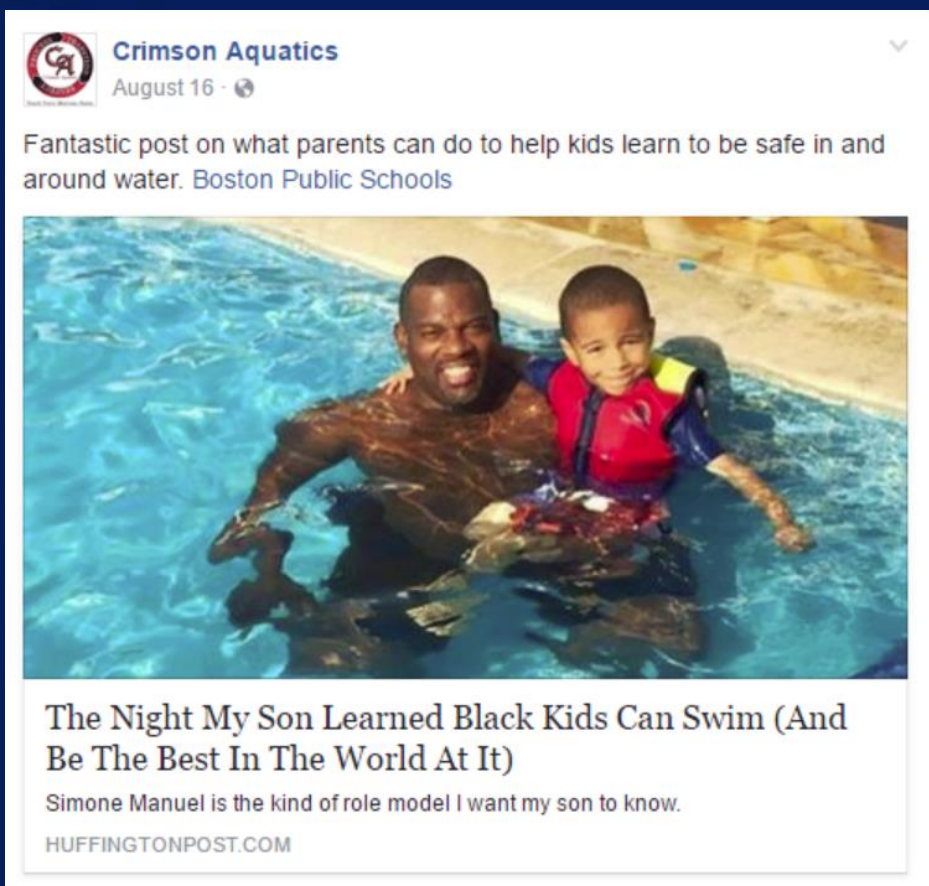 Crimson Aquatics
August 16 ·
Fantastic post on what parents can do to help kids learn to be safe in and
around water. Boston Public Schools
The Night My Son Learned Black Kids Can Swim (And
Be The Best In The World At It)
Simone Manuel is the kind of role model I want my son to know.
HUFFINGTONPOST.COM